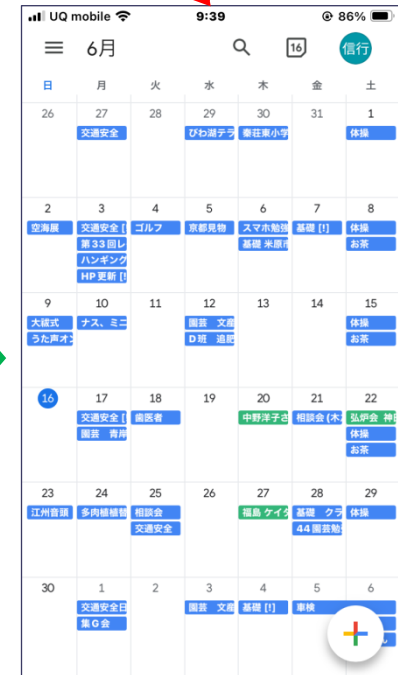 UQ mobile 9:39 86%
6月 16 信行
日 月 火 水 木 金 土
26 27 28 29 30 31 1
交通安全 びわ湖テラ 秦荘東小学 体操
2 3 4 5 6 7 8
空海展 交通安全 [ ゴルフ 京都見物 スマホ勉強 基礎 [!] 体操
第33回レ 基礎 米原市 お茶
ハンギング
HP更新 [!
9 10 11 12 13 14 15
大祓式 ナス、ミニ 園芸 文産 体操
うた声オン D班 追肥 お茶
16 17 18 19 20 21 22
交通安全 [ 歯医者 中野洋子さ 相談会 (木 弘炉会 神
園芸 青岸 体操
お茶
23 24 25 26 27 28 29
江州音頭 多肉植植替 相談会 福島 ケイタ 基礎 クラ 体操
交通安全 44園芸勉
30 1 2 3 4 5 6
交通安全日 園芸 文産 基礎 [!] 車検
集G会